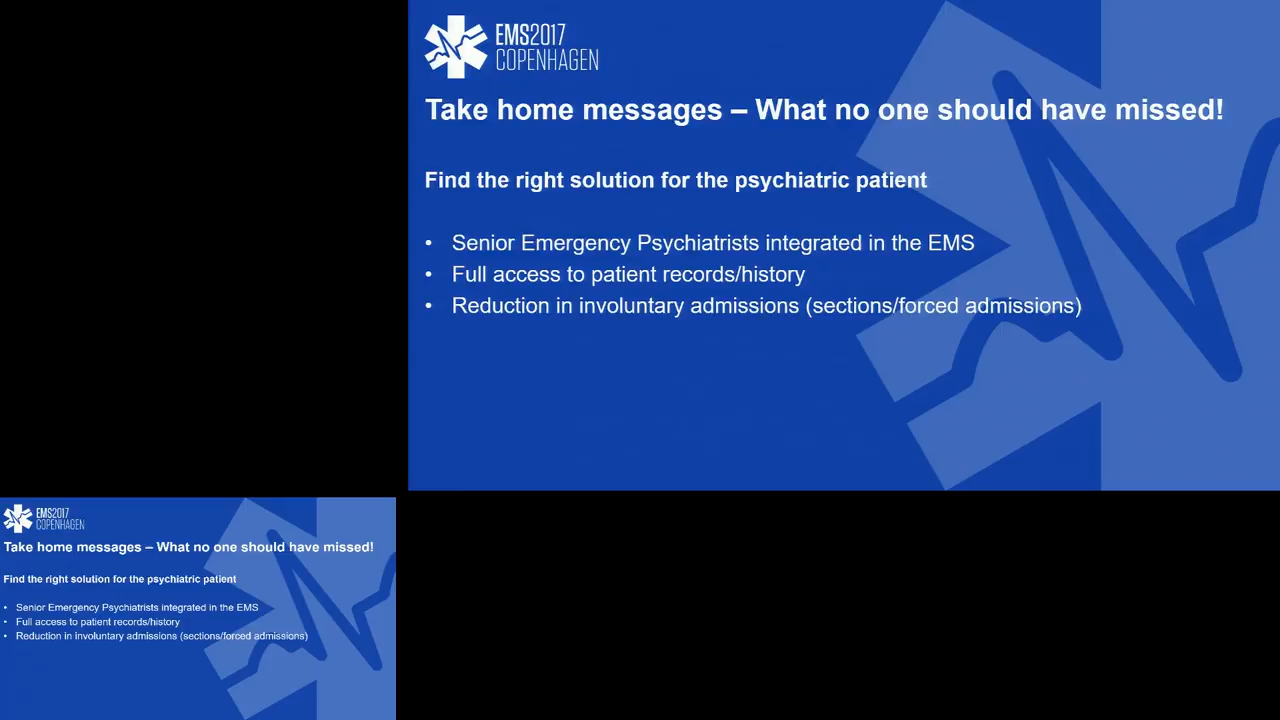 EMS2017
COPENHAGEN
Take home messages – What no one should have missed!
Find the right solution for the psychiatric patient
• Senior Emergency Psychiatrists integrated in the EMS
• Full access to patient records/history
• Reduction in involuntary admissions (sections/forced admissions)
EMS2017
COPENHAGEN
Take home messages – What no one should have missed!
Find the right solution for the psychiatric patient
• Senior Emergency Psychiatrists integrated in the EMS
• Full access to patient records/history
• Reduction in involuntary admissions (sections/forced admissions)